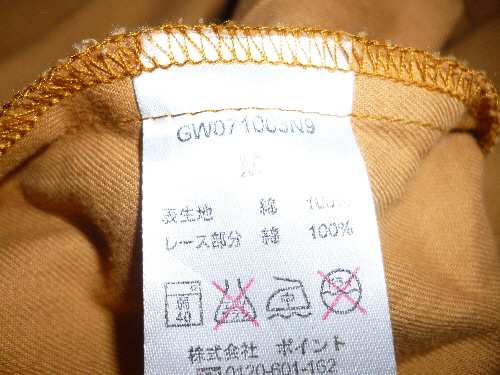 GW071003N9
M
表生地 綿 100%
レース部分 綿 100%
弱
40
中
株式会社 ポイント
0120-601-162